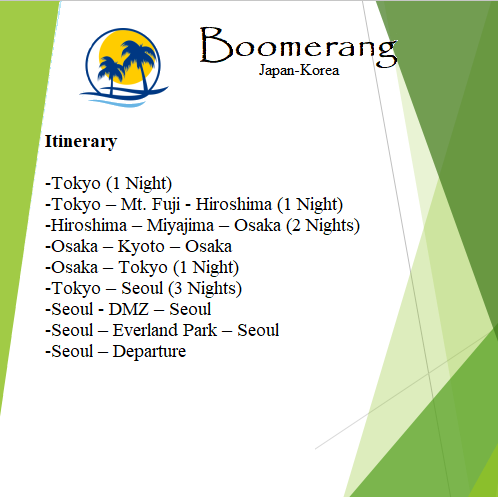 Boomerang
Japan-Korea
Itinerary
-Tokyo (1 Night)
-Tokyo – Mt. Fuji - Hiroshima (1 Night)
-Hiroshima – Miyajima – Osaka (2 Nights)
-Osaka – Kyoto – Osaka
-Osaka – Tokyo (1 Night)
-Tokyo – Seoul (3 Nights)
-Seoul - DMZ – Seoul
-Seoul – Everland Park – Seoul
-Seoul – Departure